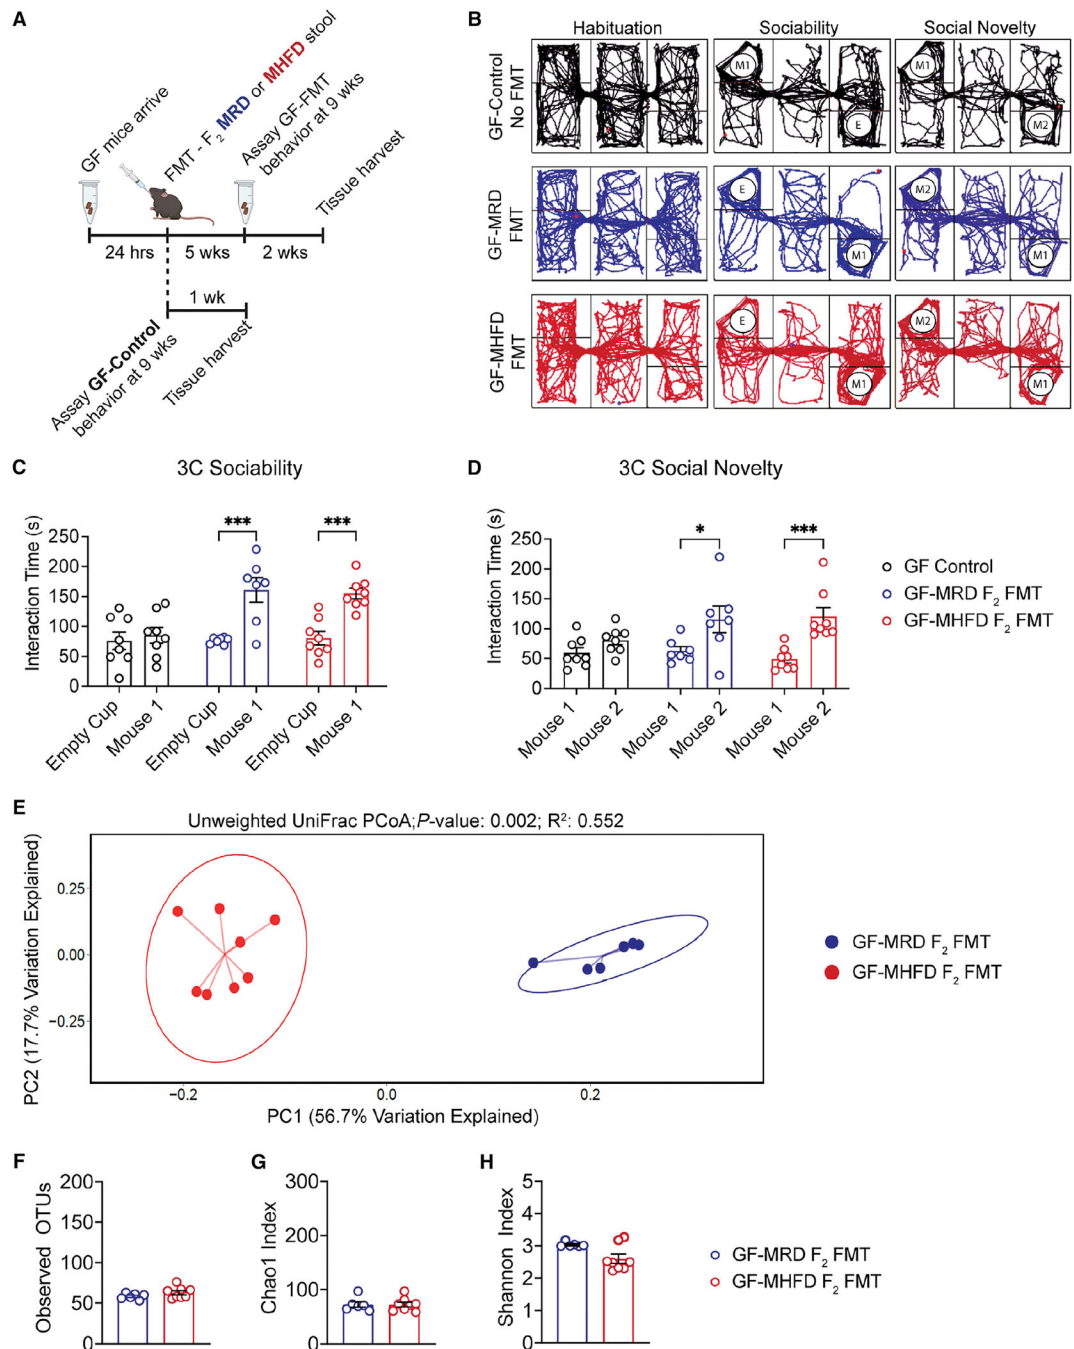 A
GF mice arrive
FMT - F2 MRD or MHFD stool
Assay GF-FMT
behavior at 9 wks
Tissue harvest
24 hrs
5 wks
2 wks
1 wk
Assay GF-Control
behavior at 9 wks
Tissue harvest
B
Habituation
Sociability
Social Novelty
GF-Control
No FMT
M1
E
M1
M2
GF-MRD
FMT
E
M1
M2
M1
GF-MHFD
FMT
E
M1
M2
M1
C
3C Sociability
Interaction Time (s)
250
200
150
100
50
0
***
***
Empty Cup
Mouse 1
Empty Cup
Mouse 1
Empty Cup
Mouse 1
D
3C Social Novelty
Interaction Time (s)
250
200
150
100
50
0
*
***
Mouse 1
Mouse 2
Mouse 1
Mouse 2
Mouse 1
Mouse 2
GF Control
GF-MRD F2 FMT
GF-MHFD F2 FMT
E
Unweighted UniFrac PCoA;P-value: 0.002; R²: 0.552
PC2 (17.7% Variation Explained)
0.25
0.00
−0.25
−0.2
0.0
0.2
PC1 (56.7% Variation Explained)
GF-MRD F2 FMT
GF-MHFD F2 FMT
F
Observed OTUs
200
150
100
50
0
G
Chao1 Index
300
200
100
0
H
Shannon Index
5
4
3
2
1
0
GF-MRD F2 FMT
GF-MHFD F2 FMT